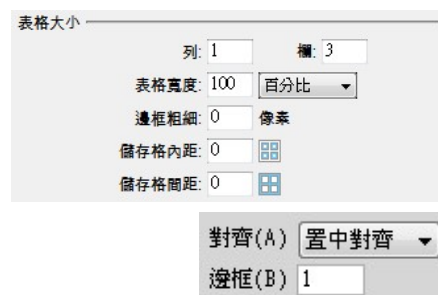 表格大小
列: 1 欄: 3
表格寬度: 100 百分比
邊框粗細: 0 像素
儲存格內距: 0
儲存格間距: 0
對齊(A) 置中對齊
邊框(B) 1